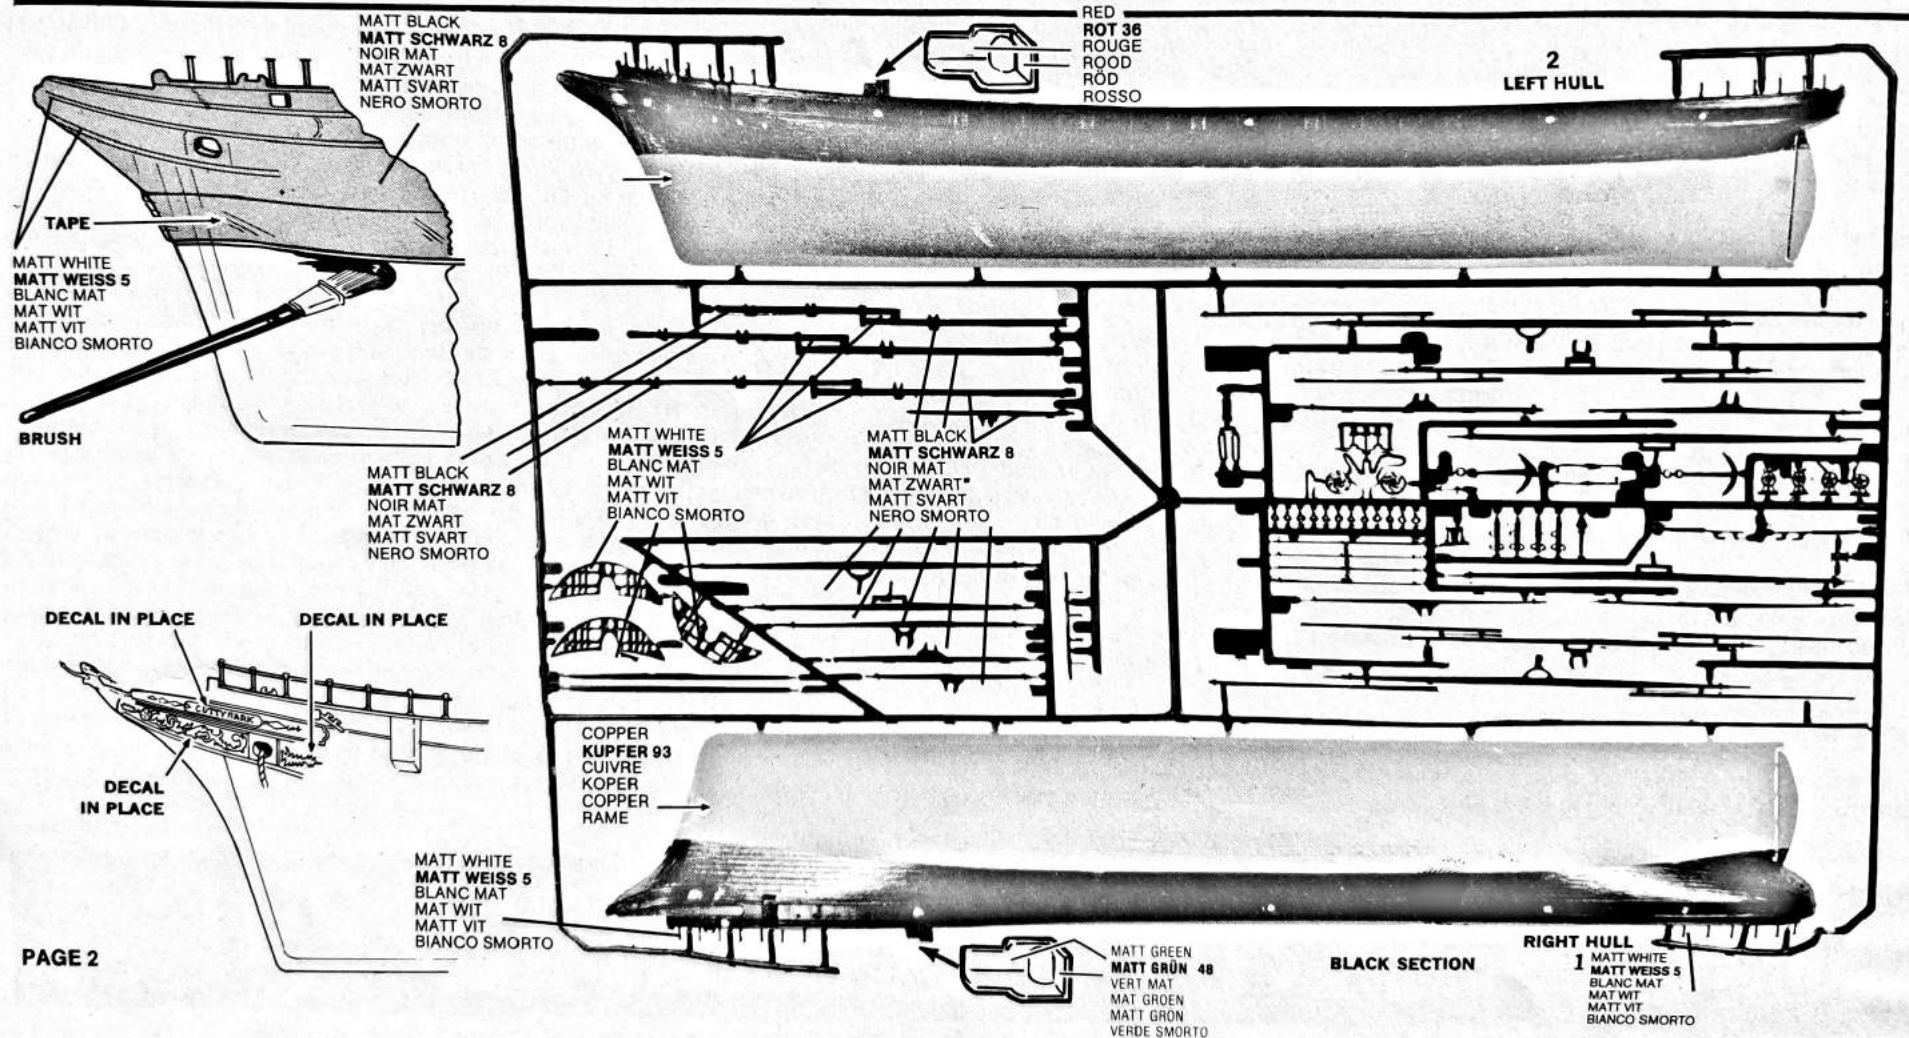 MATT BLACK
MATT SCHWARZ 8
NOIR MAT
MAT ZWART
MATT SVART
NERO SMORTO
TAPE
MATT WHITE
MATT WEISS 5
BLANC MAT
MAT WIT
MATT VIT
BIANCO SMORTO
BRUSH
RED
ROT 36
ROUGE
ROOD
RÖD
ROSSO
2
LEFT HULL
MATT BLACK
MATT SCHWARZ 8
NOIR MAT
MAT ZWART
MATT SVART
NERO SMORTO
MATT WHITE
MATT WEISS 5
BLANC MAT
MAT WIT
MATT VIT
BIANCO SMORTO
MATT BLACK
MATT SCHWARZ 8
NOIR MAT
MAT ZWART
MATT SVART
NERO SMORTO
DECAL IN PLACE
DECAL IN PLACE
CUTTY SARK
DECAL
IN PLACE
COPPER
KUPFER 93
CUIVRE
KOPER
COPPER
RAME
MATT WHITE
MATT WEISS 5
BLANC MAT
MAT WIT
MATT VIT
BIANCO SMORTO
PAGE 2
MATT GREEN
MATT GRÜN 48
VERT MAT
MAT GROEN
MATT GRÖN
VERDE SMORTO
BLACK SECTION
RIGHT HULL
1
MATT WHITE
MATT WEISS 5
BLANC MAT
MAT WIT
MATT VIT
BIANCO SMORTO